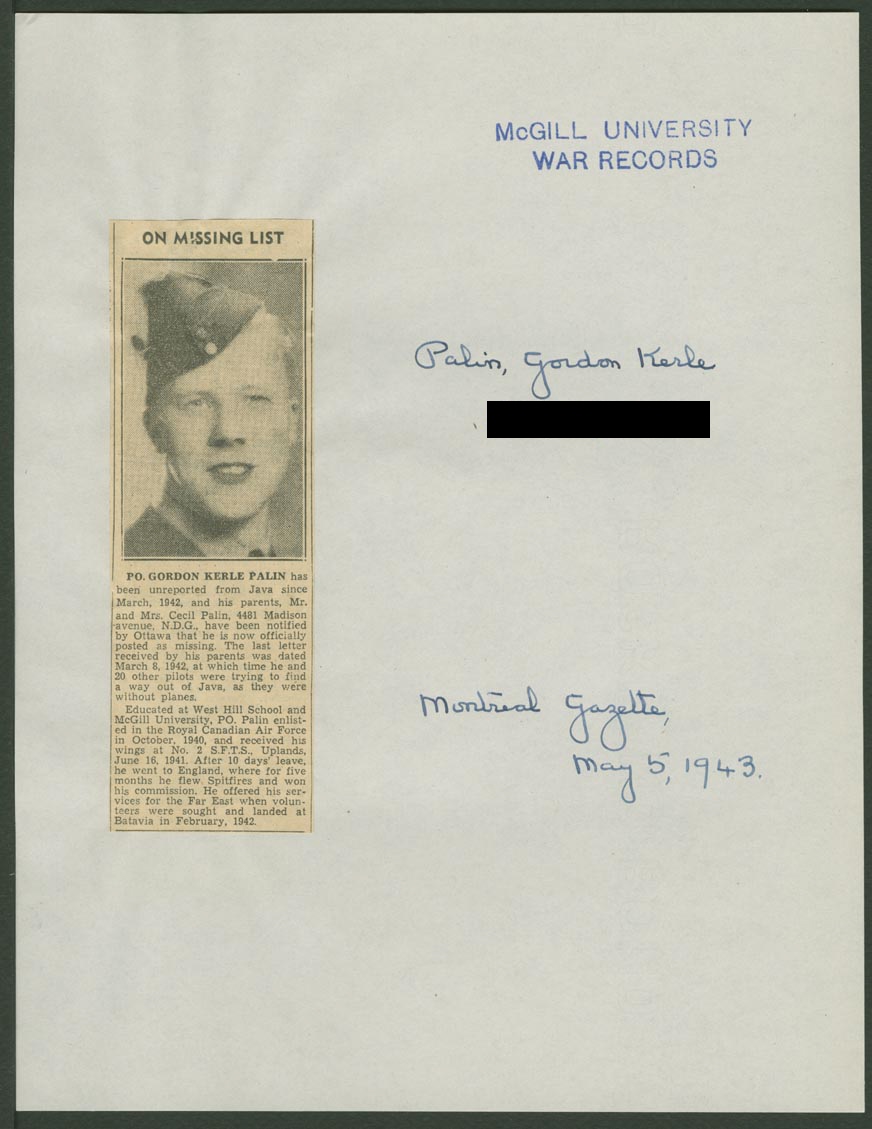 McGILL UNIVERSITY
WAR RECORDS
ON MISSING LIST
Palin, Gordon Kerle
PO. GORDON KERLE PALIN has
been unreported from Java since
March, 1942, and his parents, Mr.
and Mrs. Cecil Palin, 4481 Madison
avenue, N.D.G., have been notified
by Ottawa that he is now officially
posted as missing. The last letter
received by his parents was dated
March 8, 1942, at which time he and
20 other pilots were trying to find
a way out of Java, as they were
without planes.
Educated at West Hill School and
McGill University, PO. Palin enlist-
ed in the Royal Canadian Air Force
in October, 1940, and received his
wings at No. 2 S.F.T.S., Uplands,
June 16, 1941. After 10 days' leave,
he went to England, where for five
months he flew Spitfires and won
his commission. He offered his ser-
vices for the Far East when volun-
teers were sought and landed at
Batavia in February, 1942.
Montreal Gazette,
May 5, 1943.